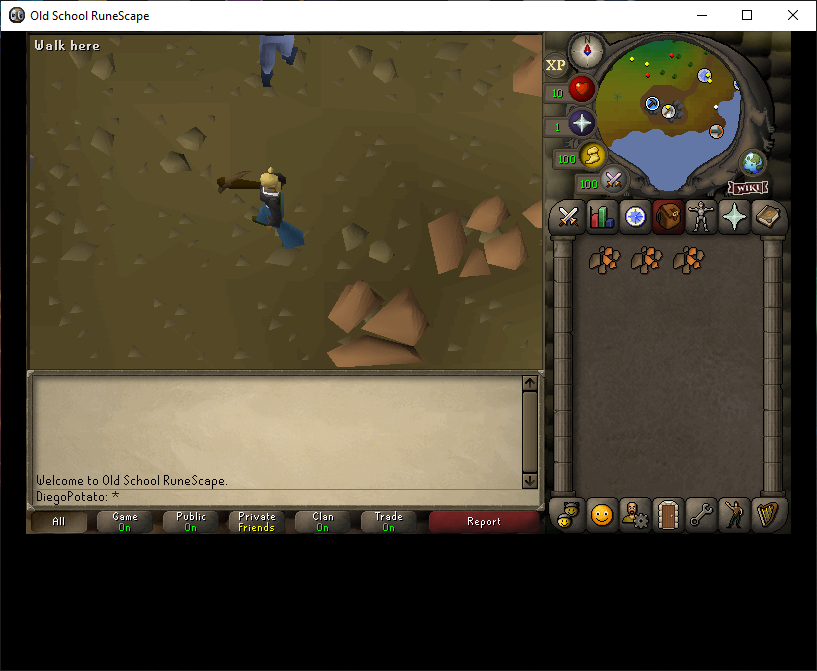 Old School RuneScape
Walk here
N
XP
10
1
100
100
WIKI
Welcome to Old School RuneScape.
DiegoPotato: *
All
Game
On
Public
On
Private
Friends
Clan
On
Trade
On
Report